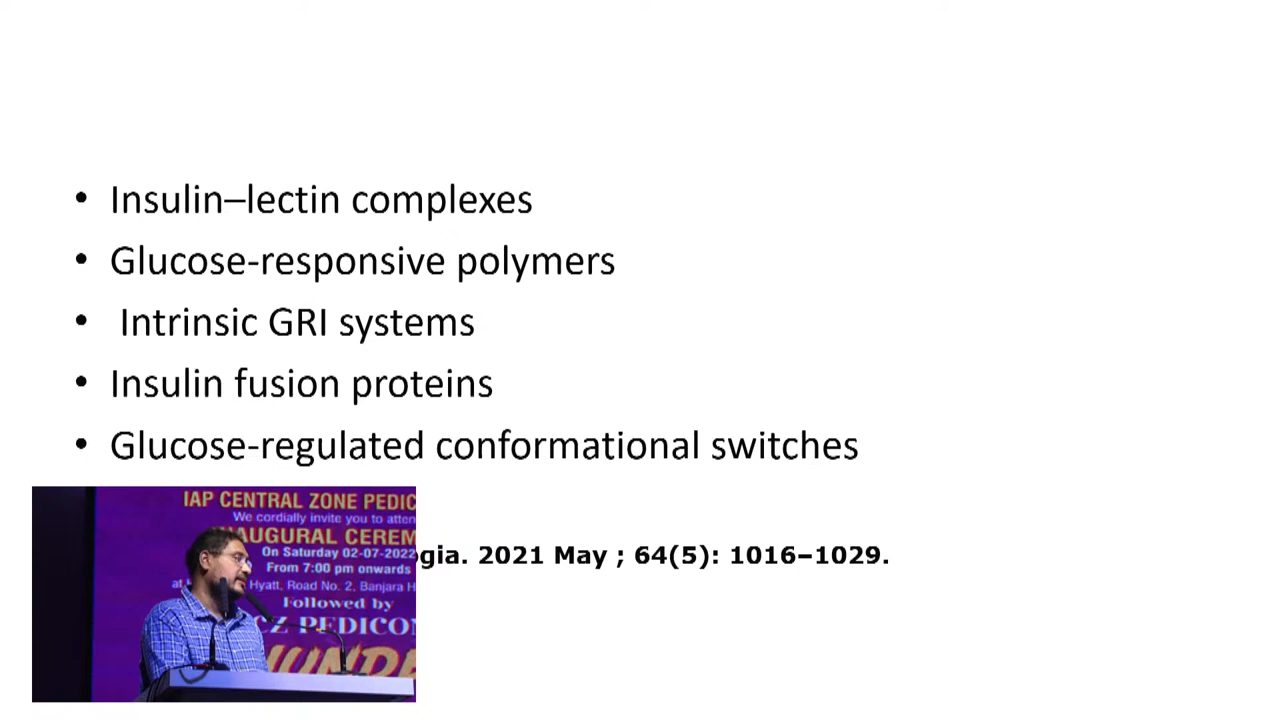 • Insulin–lectin complexes
• Glucose-responsive polymers
• Intrinsic GRI systems
• Insulin fusion proteins
• Glucose-regulated conformational switches
gia. 2021 May ; 64(5): 1016–1029.
IAP CENTRAL ZONE PEDIC
We cordially invite you to atten
AUGURAL CEREM
On Saturday 02-07-2022
From 7:00 pm onwards
at Hyatt, Road No. 2, Banjara H
Followed by
CZ PEDICON